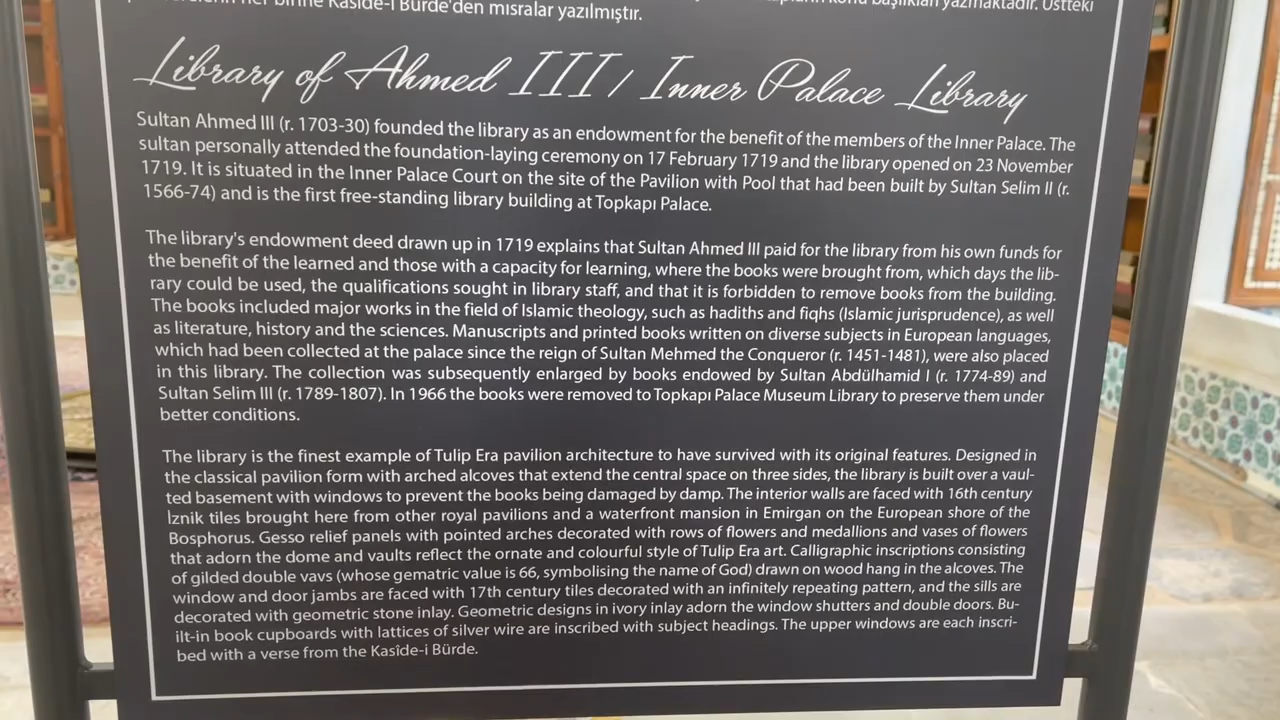 her birine Kaside-i Bürde'den mısralar yazılmıştır.
konu başlıkları yazmaktadır. Üstteki
Library of Ahmed III / Inner Palace Library
Sultan Ahmed III (r. 1703-30) founded the library as an endowment for the benefit of the members of the Inner Palace. The
sultan personally attended the foundation-laying ceremony on 17 February 1719 and the library opened on 23 November
1719. It is situated in the Inner Palace Court on the site of the Pavilion with Pool that had been built by Sultan Selim II (r.
1566-74) and is the first free-standing library building at Topkapı Palace.
The library's endowment deed drawn up in 1719 explains that Sultan Ahmed III paid for the library from his own funds for
the benefit of the learned and those with a capacity for learning, where the books were brought from, which days the lib-
rary could be used, the qualifications sought in library staff, and that it is forbidden to remove books from the building.
The books included major works in the field of Islamic theology, such as hadiths and fiqhs (Islamic jurisprudence), as well
as literature, history and the sciences. Manuscripts and printed books written on diverse subjects in European languages,
which had been collected at the palace since the reign of Sultan Mehmed the Conqueror (r. 1451-1481), were also placed
in this library. The collection was subsequently enlarged by books endowed by Sultan Abdülhamid I (r. 1774-89) and
Sultan Selim III (r. 1789-1807). In 1966 the books were removed to Topkapı Palace Museum Library to preserve them under
better conditions.
The library is the finest example of Tulip Era pavilion architecture to have survived with its original features. Designed in
the classical pavilion form with arched alcoves that extend the central space on three sides, the library is built over a vaul-
ted basement with windows to prevent the books being damaged by damp. The interior walls are faced with 16th century
İznik tiles brought here from other royal pavilions and a waterfront mansion in Emirgan on the European shore of the
Bosphorus. Gesso relief panels with pointed arches decorated with rows of flowers and medallions and vases of flowers
that adorn the dome and vaults reflect the ornate and colourful style of Tulip Era art. Calligraphic inscriptions consisting
of gilded double vavs (whose gematric value is 66, symbolising the name of God) drawn on wood hang in the alcoves. The
window and door jambs are faced with 17th century tiles decorated with an infinitely repeating pattern, and the sills are
decorated with geometric stone inlay. Geometric designs in ivory inlay adorn the window shutters and double doors. Bu-
ilt-in book cupboards with lattices of silver wire are inscribed with subject headings. The upper windows are each inscri-
bed with a verse from the Kasîde-i Bürde.